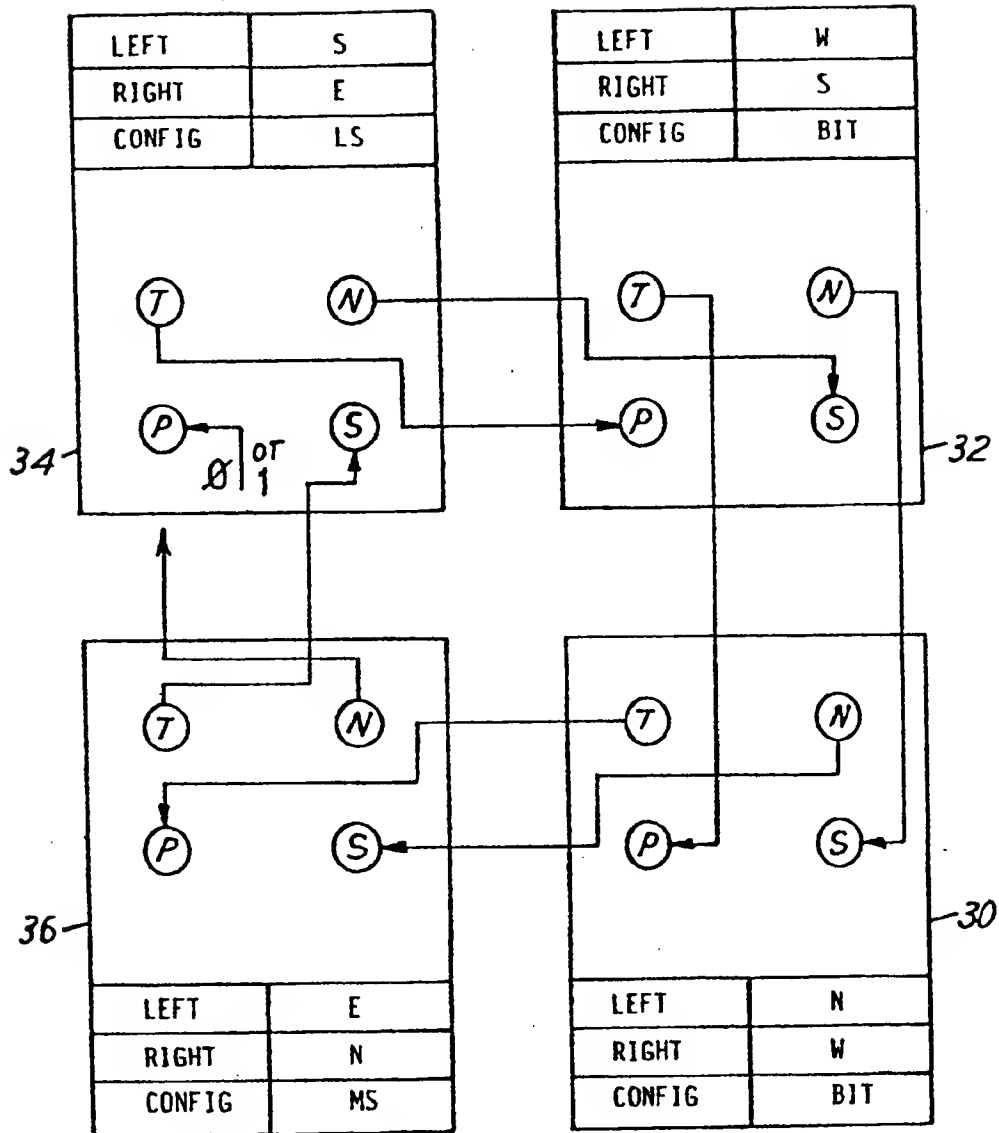 LEFT S
RIGHT E
CONFIG LS
LEFT W
RIGHT S
CONFIG BIT
T N
P S
Ø or 1
34
T N
P S
32
T N
P S
36
T N
P S
30
LEFT E
RIGHT N
CONFIG MS
LEFT N
RIGHT W
CONFIG BIT